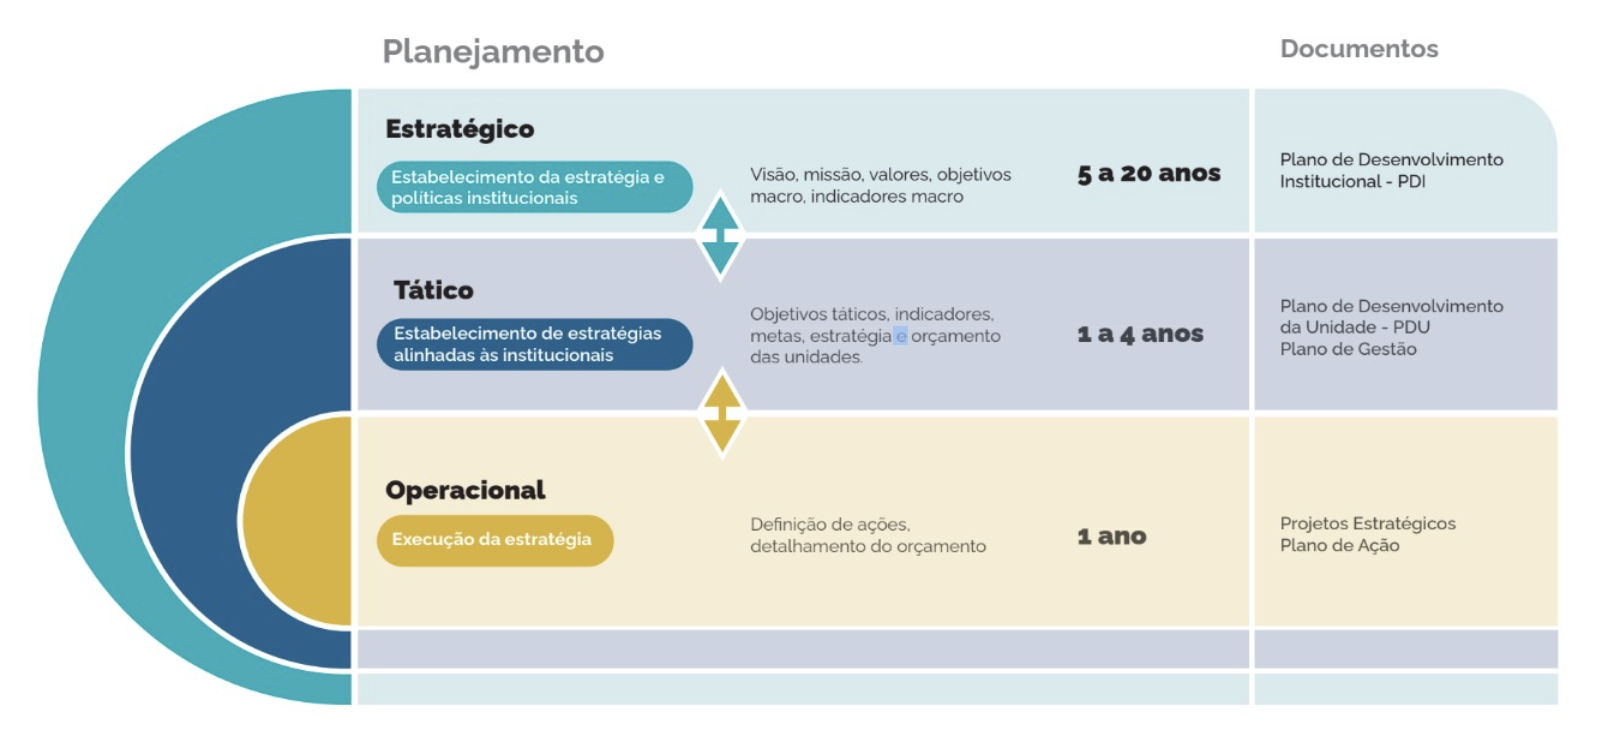 Planejamento
Documentos
Estratégico
Estabelecimento da estratégia e
políticas institucionais
Visão, missão, valores, objetivos
macro, indicadores macro
5 a 20 anos
Plano de Desenvolvimento
Institucional - PDI
Tático
Estabelecimento de estratégias
alinhadas às institucionais
Objetivos táticos, indicadores,
metas, estratégia e orçamento
das unidades.
1 a 4 anos
Plano de Desenvolvimento
da Unidade - PDU
Plano de Gestão
Operacional
Execução da estratégia
Definição de ações,
detalhamento do orçamento
1 ano
Projetos Estratégicos
Plano de Ação